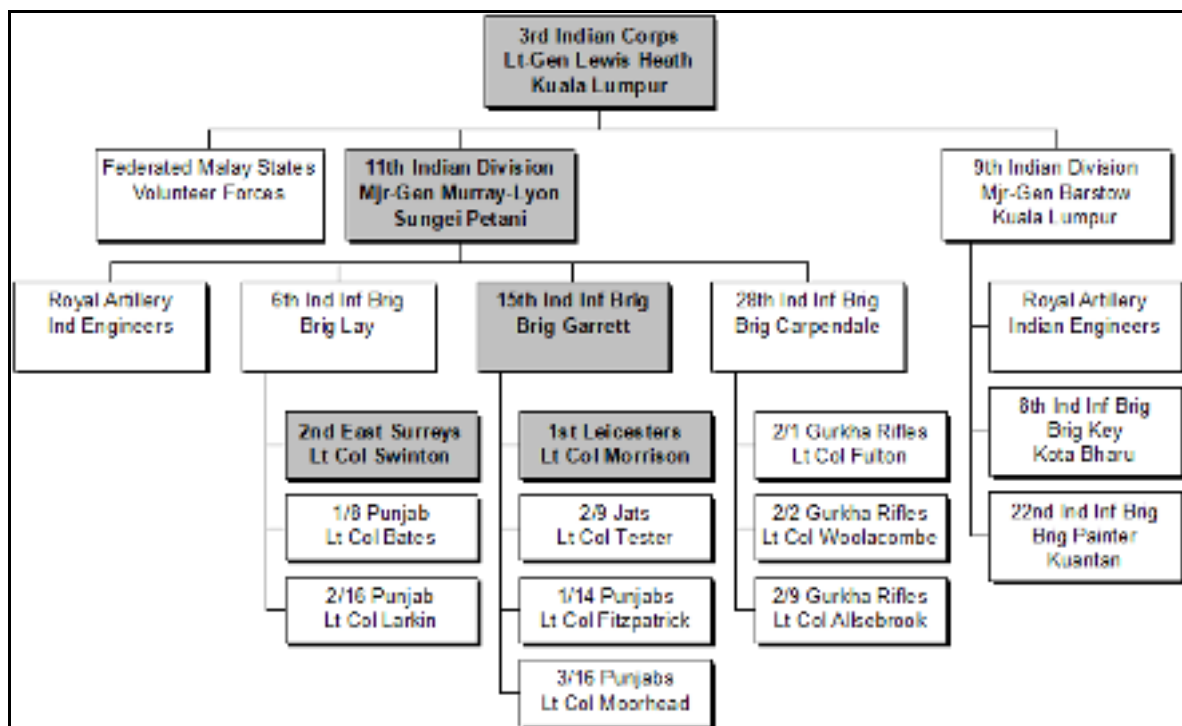 3rd Indian Corps
Lt-Gen Lewis Heath
Kuala Lumpur
Federated Malay States
Volunteer Forces
11th Indian Division
Mjr-Gen Murray-Lyon
Sungei Petani
9th Indian Division
Mjr-Gen Barstow
Kuala Lumpur
Royal Artillery
Ind Engineers
6th Ind Inf Brig
Brig Lay
15th Ind Inf Brig
Brig Garrett
28th Ind Inf Brig
Brig Carpendale
Royal Artillery
Indian Engineers
2nd East Surreys
Lt Col Swinton
1st Leicesters
Lt Col Morrison
2/1 Gurkha Rifles
Lt Col Fulton
8th Ind Inf Brig
Brig Key
Kota Bharu
1/8 Punjab
Lt Col Bates
2/9 Jats
Lt Col Tester
2/2 Gurkha Rifles
Lt Col Woolacombe
22nd Ind Inf Brig
Brig Painter
Kuantan
2/16 Punjab
Lt Col Larkin
1/14 Punjabs
Lt Col Fitzpatrick
2/9 Gurkha Rifles
Lt Col Allsebrook
3/16 Punjabs
Lt Col Moorhead